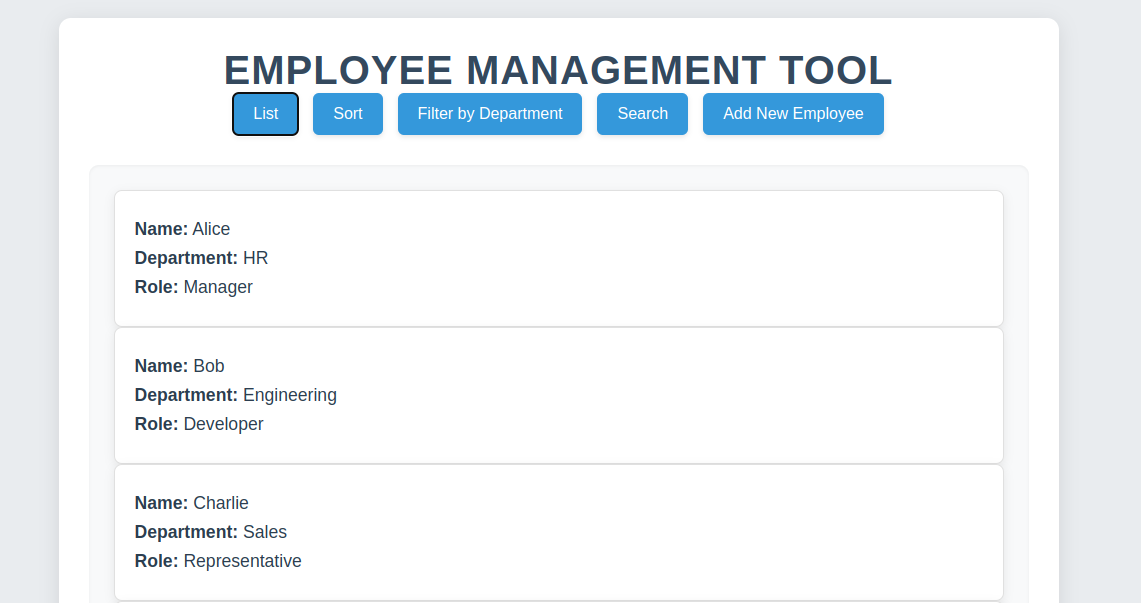 EMPLOYEE MANAGEMENT TOOL
List Sort Filter by Department Search Add New Employee
Name: Alice
Department: HR
Role: Manager
Name: Bob
Department: Engineering
Role: Developer
Name: Charlie
Department: Sales
Role: Representative